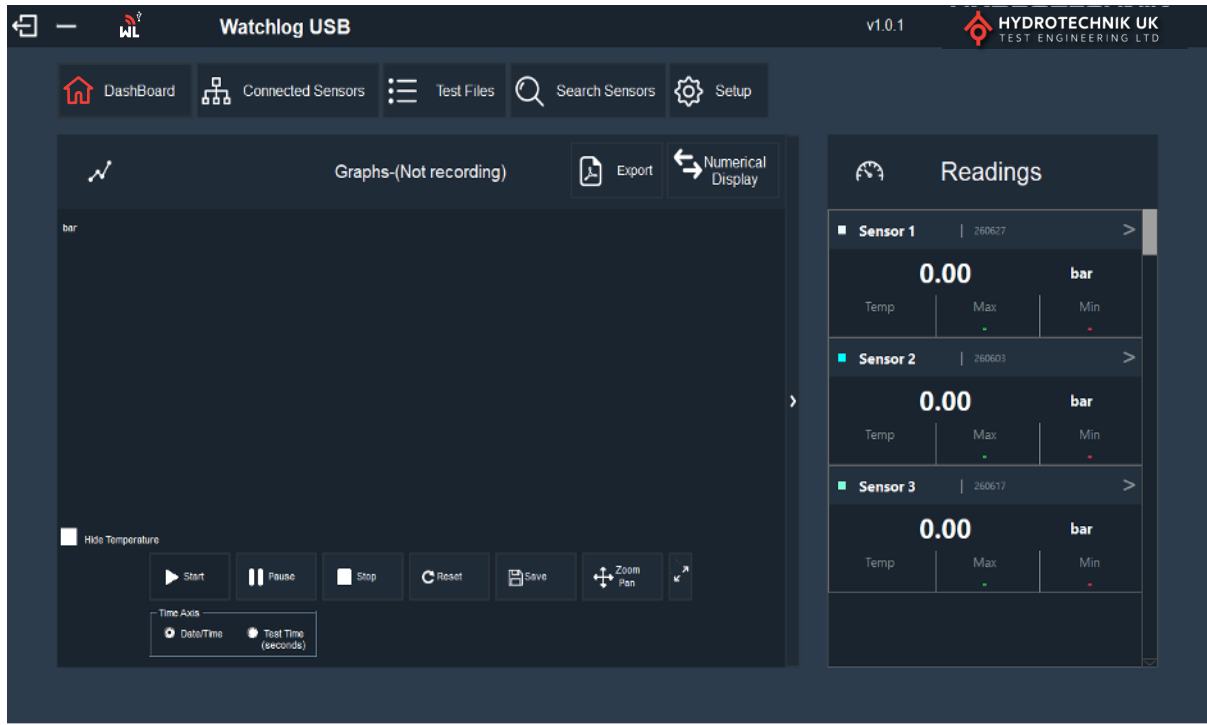 WL Watchlog USB v1.0.1 HYDROTECHNIK UK
TEST ENGINEERING LTD
DashBoard Connected Sensors Test Files Search Sensors Setup
Graphs-(Not recording) Export Numerical
Display
Readings
bar
Sensor 1 | 260627 >
0.00 bar
Temp Max Min
- -
Sensor 2 | 260603 >
0.00 bar
Temp Max Min
- -
Sensor 3 | 260617 >
0.00 bar
Temp Max Min
- -
Hide Temperature
Start Pause Stop Reset Save Zoom
Pan
Time Axis
Date/Time Test Time
(seconds)